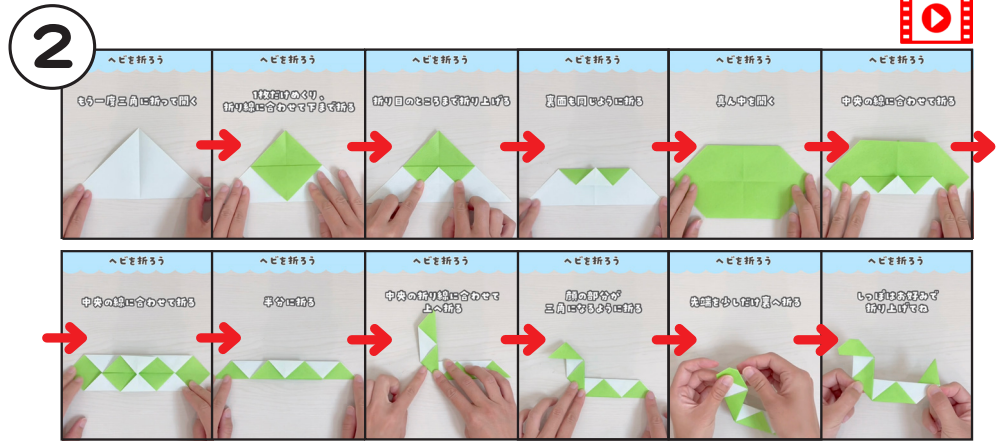 2
ヘビを折ろう
もう一度三角に折って開く
ヘビを折ろう
1枚だけめくり、
折り線に合わせて下まで折る
ヘビを折ろう
折り目のところまで折り上げる
ヘビを折ろう
裏面も同じように折る
ヘビを折ろう
真ん中を開く
ヘビを折ろう
中央の線に合わせて折る
ヘビを折ろう
中央の線に合わせて折る
ヘビを折ろう
半分に折る
ヘビを折ろう
中央の折り線に合わせて
上へ折る
ヘビを折ろう
顔の部分が
三角になるように折る
ヘビを折ろう
先端を少しだけ裏へ折る
ヘビを折ろう
しっぽはお好みで
折り上げてね